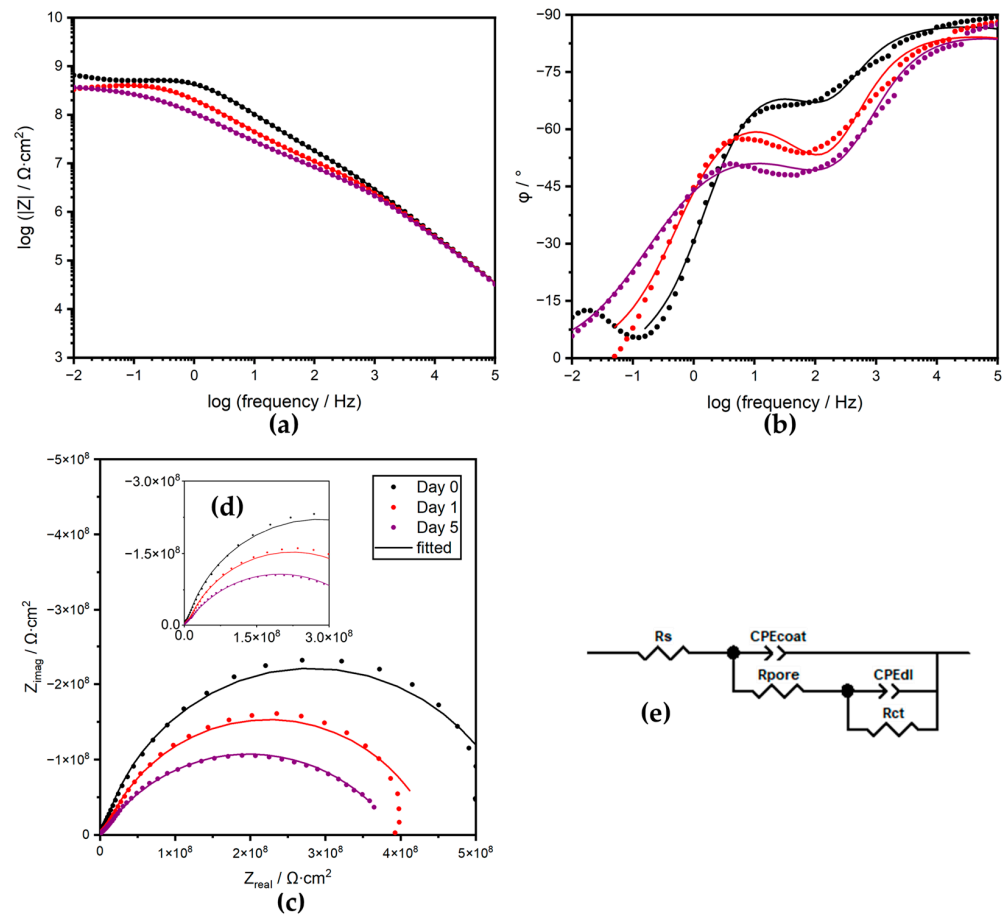 10
9
8
7
6
5
4
3
log (|Z| / Ω·cm²)
−2 −1 0 1 2 3 4 5
log (frequency / Hz)
(a)
−90
−75
−60
−45
−30
−15
0
φ / °
−2 −1 0 1 2 3 4 5
log (frequency / Hz)
(b)
−5×10⁸
−4×10⁸
−3×10⁸
−2×10⁸
−1×10⁸
0
Zimag / Ω·cm²
0 1×10⁸ 2×10⁸ 3×10⁸ 4×10⁸ 5×10⁸
Zreal / Ω·cm²
(c)
−3.0×10⁸
−1.5×10⁸
0.0
0.0 1.5×10⁸ 3.0×10⁸
(d)
Day 0
Day 1
Day 5
fitted
Rs CPEcoat
Rpore CPEdl
Rct
(e)